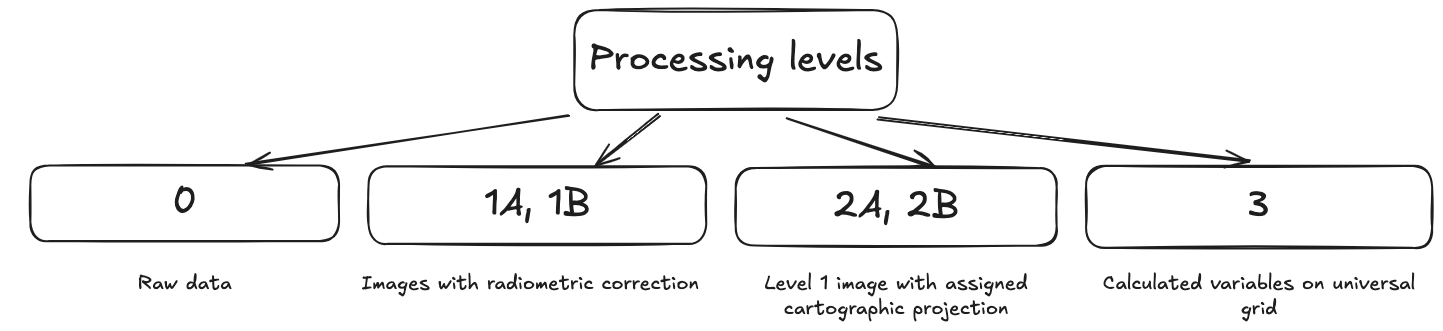 Processing levels
0
1A, 1B
2A, 2B
3
Raw data
Images with radiometric correction
Level 1 image with assigned
cartographic projection
Calculated variables on universal
grid